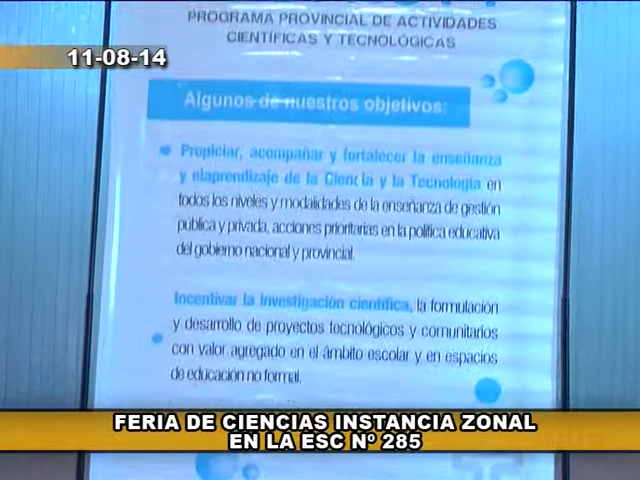 PROGRAMA PROVINCIAL DE ACTIVIDADES
CIENTÍFICAS Y TECNOLÓGICAS
11-08-14
Algunos de nuestros objetivos:
Propiciar, acompañar y fortalecer la enseñanza
y elaprendizaje de la Ciencia y la Tecnología en
todos los niveles y modalidades de la enseñanza de gestión
pública y privada, acciones prioritarias en la política educativa
del gobierno nacional y provincial.
Incentivar la investigación científica, la formulación
y desarrollo de proyectos tecnológicos y comunitarios
con valor agregado en el ámbito escolar y en espacios
de educación no formal.
FERIA DE CIENCIAS INSTANCIA ZONAL
EN LA ESC Nº 285